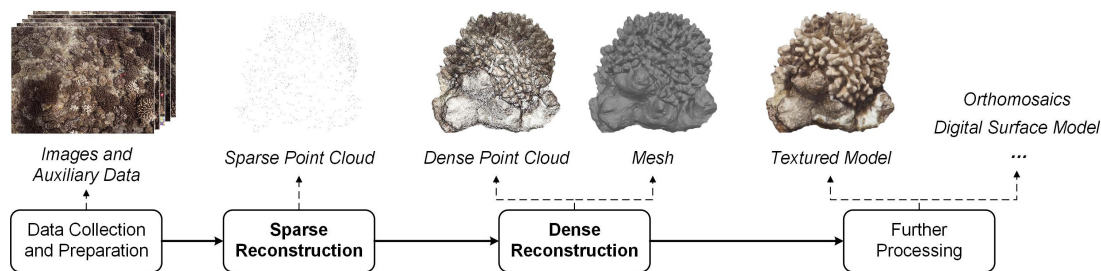 Images and
Auxiliary Data
Sparse Point Cloud
Dense Point Cloud
Mesh
Textured Model
Orthomosaics
Digital Surface Model
...
Data Collection
and Preparation
Sparse
Reconstruction
Dense
Reconstruction
Further
Processing